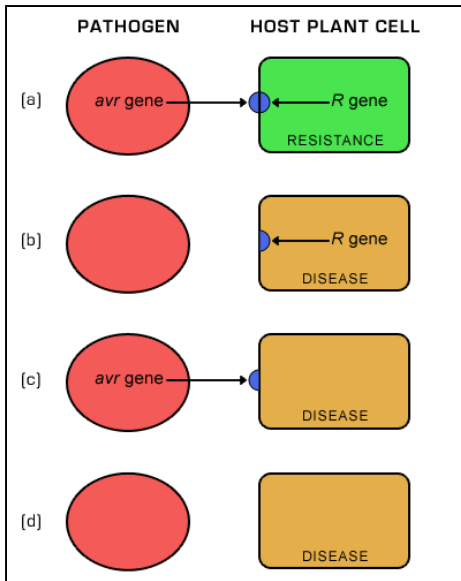 PATHOGEN HOST PLANT CELL
(a) avr gene R gene
RESISTANCE
(b) R gene
DISEASE
(c) avr gene
DISEASE
(d)
DISEASE